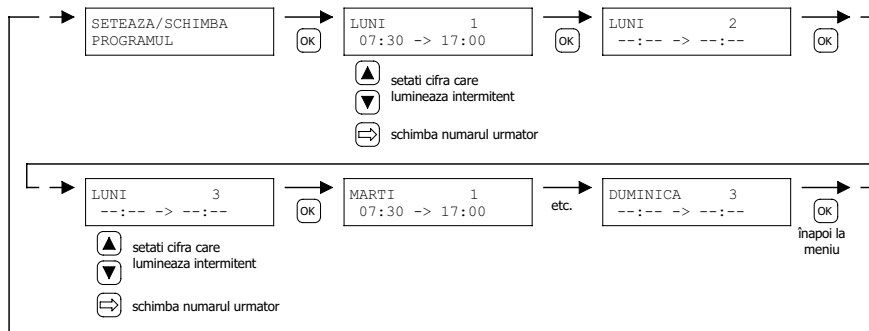 SETEAZA/SCHIMBA
PROGRAMUL
OK
LUNI 1
07:30 -> 17:00
OK
LUNI 2
--:-- -> --:--
OK
setati cifra care
lumineaza intermitent
schimba numarul urmator
LUNI 3
--:-- -> --:--
OK
MARTI 1
07:30 -> 17:00
etc.
DUMINICA 3
--:-- -> --:--
OK
înapoi la
meniu
setati cifra care
lumineaza intermitent
schimba numarul urmator